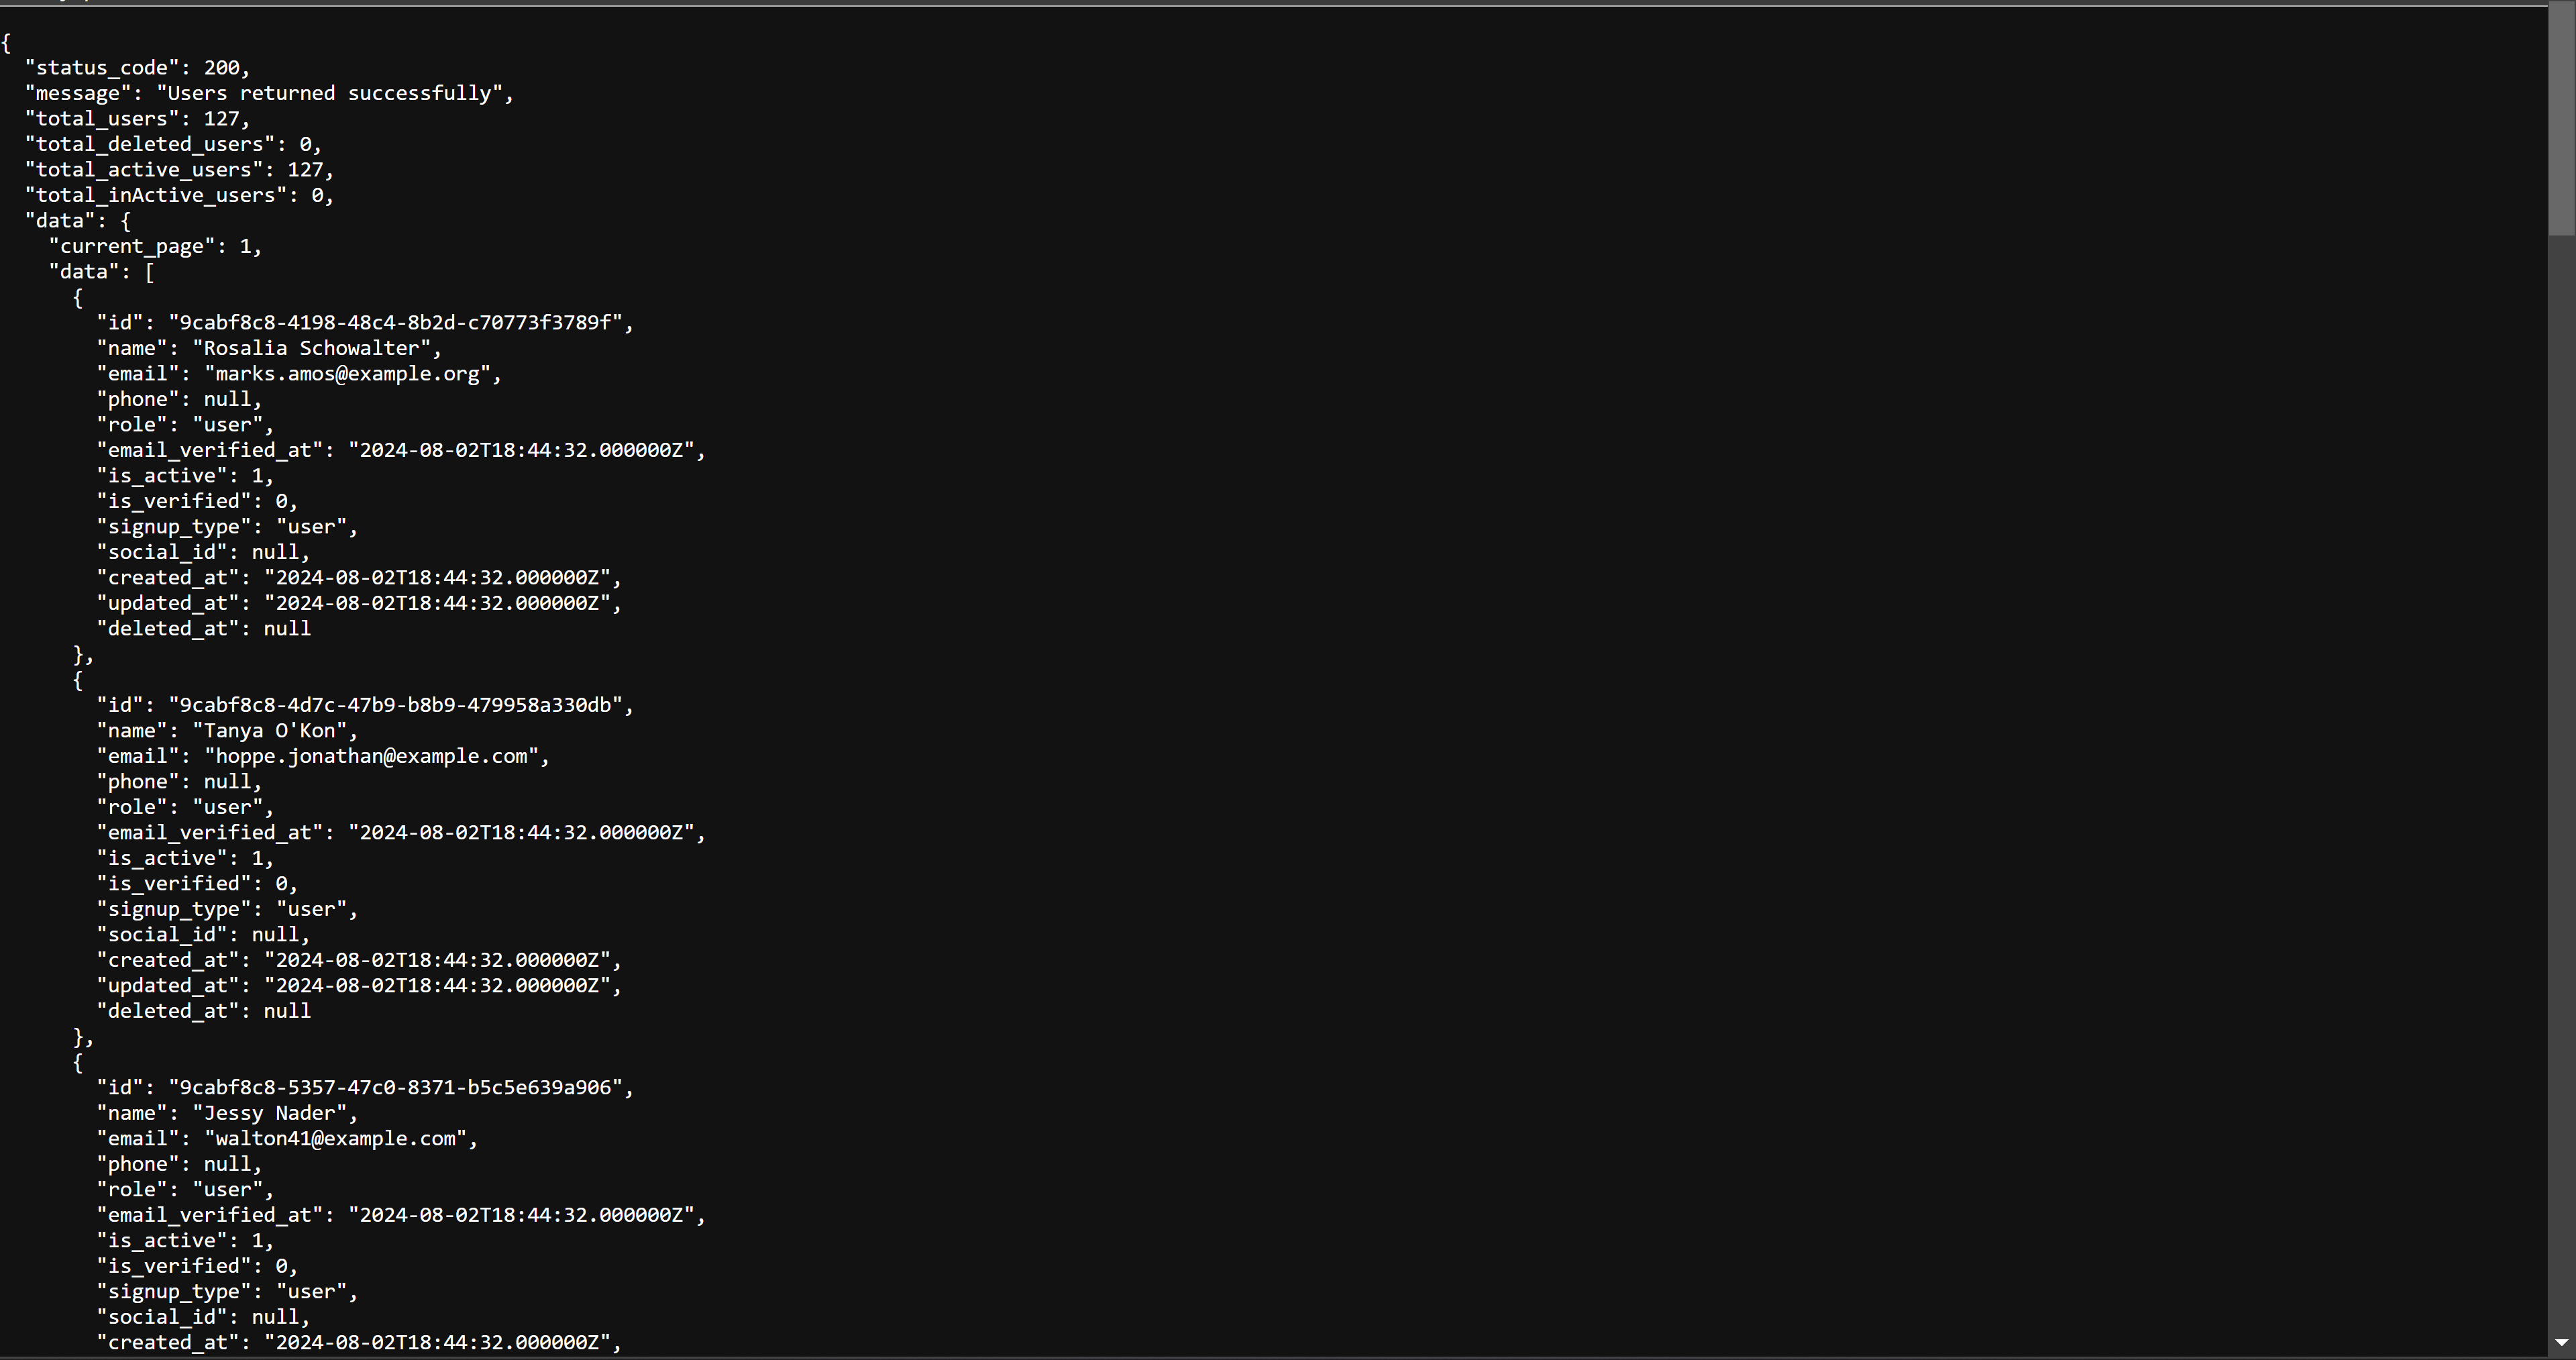 {
  "status_code": 200,
  "message": "Users returned successfully",
  "total_users": 127,
  "total_deleted_users": 0,
  "total_active_users": 127,
  "total_inActive_users": 0,
  "data": {
    "current_page": 1,
    "data": [
      {
        "id": "9cabf8c8-4198-48c4-8b2d-c70773f3789f",
        "name": "Rosalia Schowalter",
        "email": "marks.amos@example.org",
        "phone": null,
        "role": "user",
        "email_verified_at": "2024-08-02T18:44:32.000000Z",
        "is_active": 1,
        "is_verified": 0,
        "signup_type": "user",
        "social_id": null,
        "created_at": "2024-08-02T18:44:32.000000Z",
        "updated_at": "2024-08-02T18:44:32.000000Z",
        "deleted_at": null
      },
      {
        "id": "9cabf8c8-4d7c-47b9-b8b9-479958a330db",
        "name": "Tanya O'Kon",
        "email": "hoppe.jonathan@example.com",
        "phone": null,
        "role": "user",
        "email_verified_at": "2024-08-02T18:44:32.000000Z",
        "is_active": 1,
        "is_verified": 0,
        "signup_type": "user",
        "social_id": null,
        "created_at": "2024-08-02T18:44:32.000000Z",
        "updated_at": "2024-08-02T18:44:32.000000Z",
        "deleted_at": null
      },
      {
        "id": "9cabf8c8-5357-47c0-8371-b5c5e639a906",
        "name": "Jessy Nader",
        "email": "walton41@example.com",
        "phone": null,
        "role": "user",
        "email_verified_at": "2024-08-02T18:44:32.000000Z",
        "is_active": 1,
        "is_verified": 0,
        "signup_type": "user",
        "social_id": null,
        "created_at": "2024-08-02T18:44:32.000000Z",